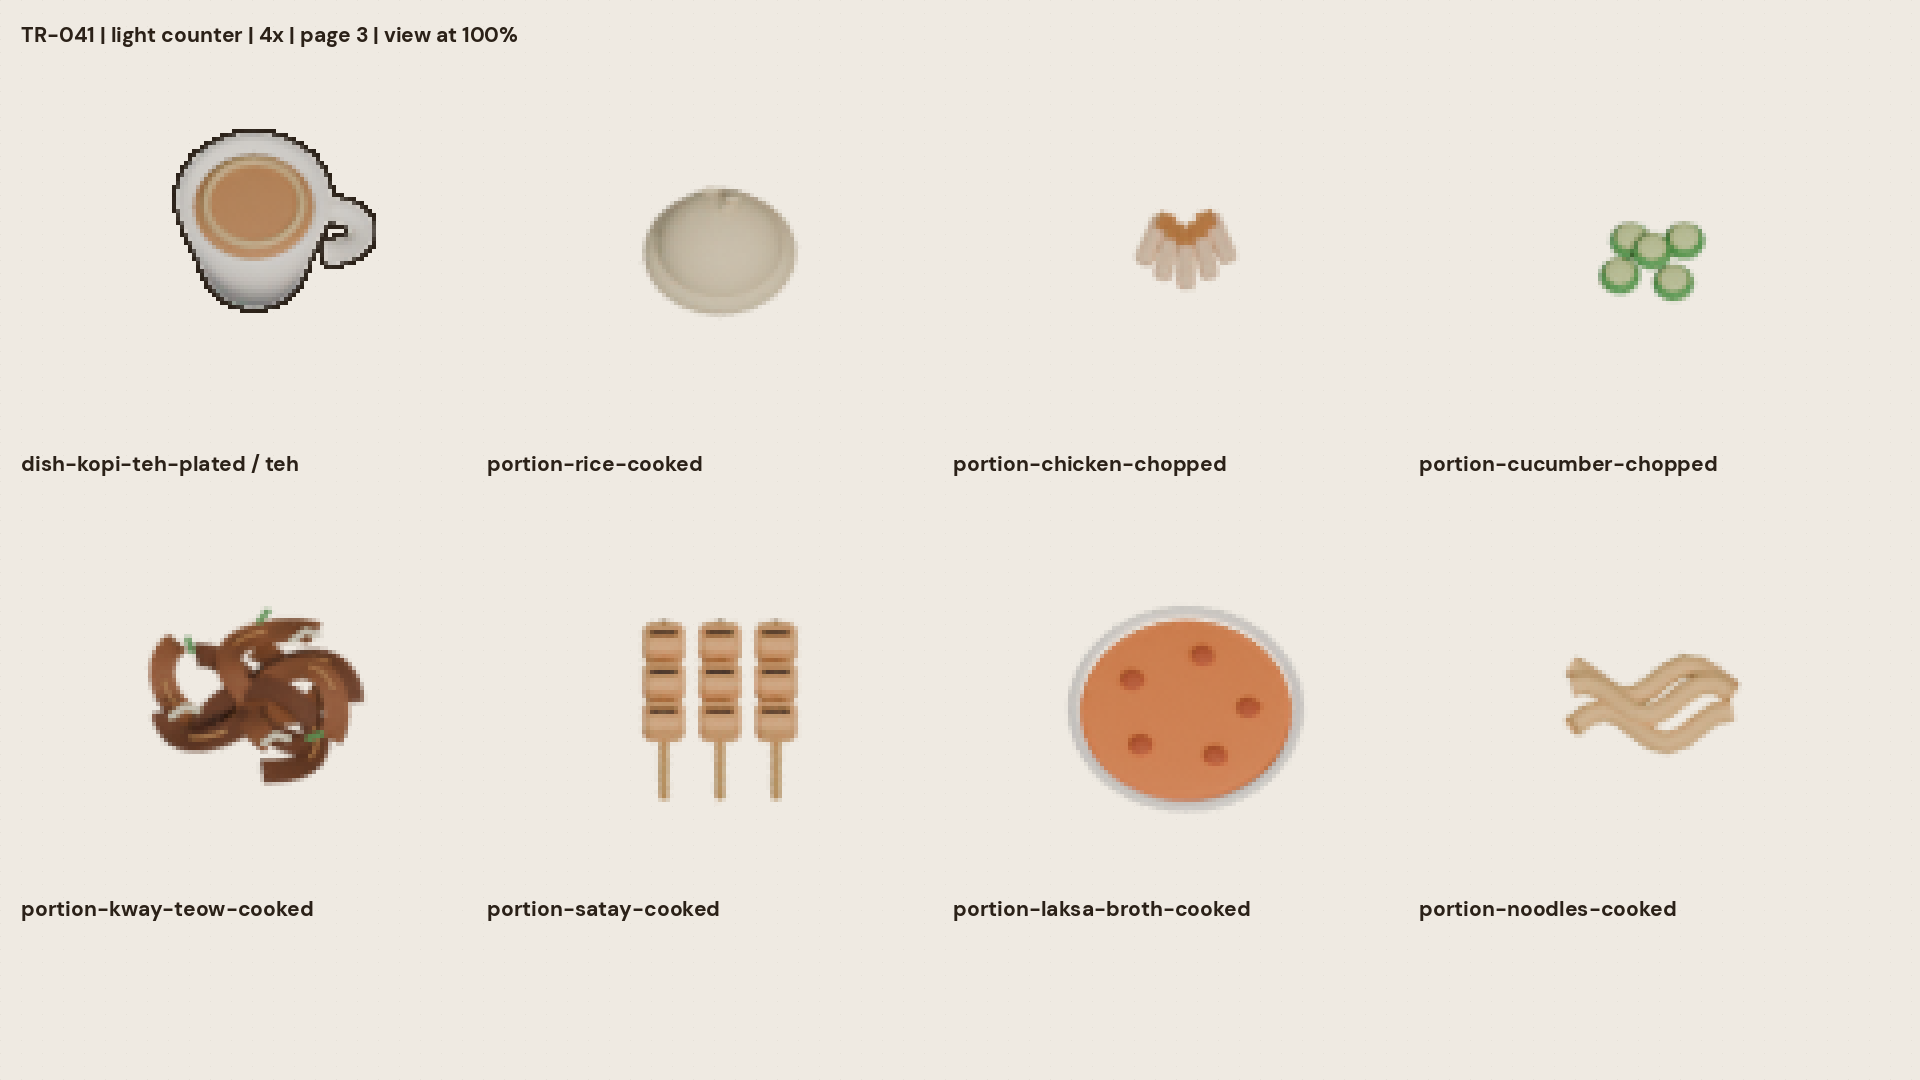 TR-041 | light counter | 4x | page 3 | view at 100%
dish-kopi-teh-plated / teh
portion-rice-cooked
portion-chicken-chopped
portion-cucumber-chopped
portion-kway-teow-cooked
portion-satay-cooked
portion-laksa-broth-cooked
portion-noodles-cooked